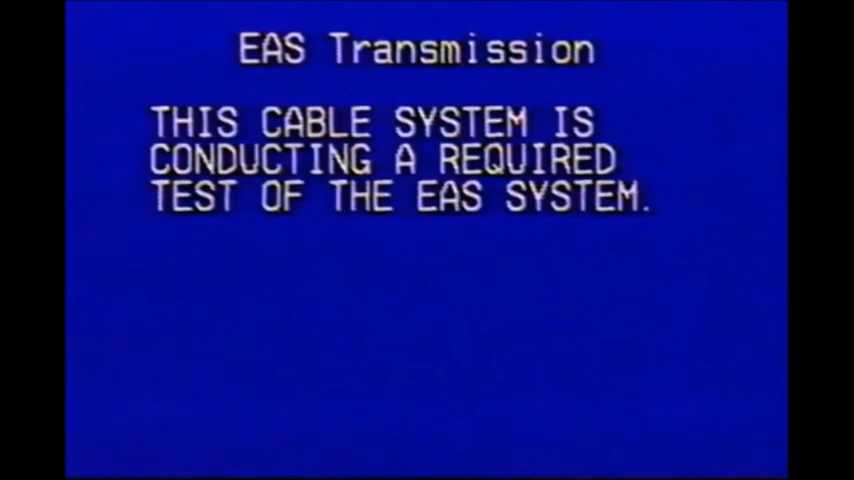 EAS Transmission
THIS CABLE SYSTEM IS
CONDUCTING A REQUIRED
TEST OF THE EAS SYSTEM.